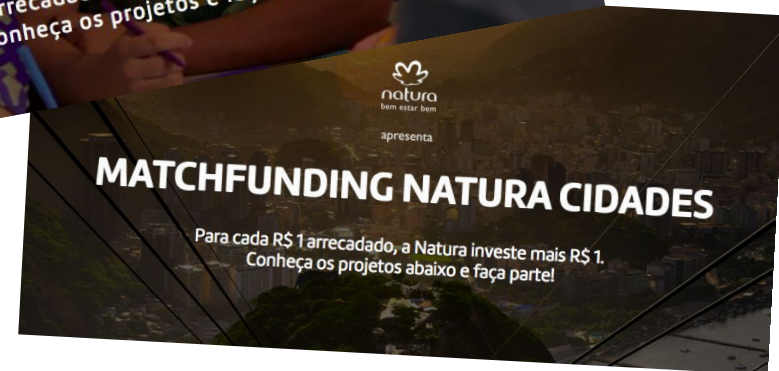 onheça os projetos e
natura
bem estar bem
apresenta
MATCHFUNDING NATURA CIDADES
Para cada R$ 1 arrecadado, a Natura investe mais R$ 1.
Conheça os projetos abaixo e faça parte!